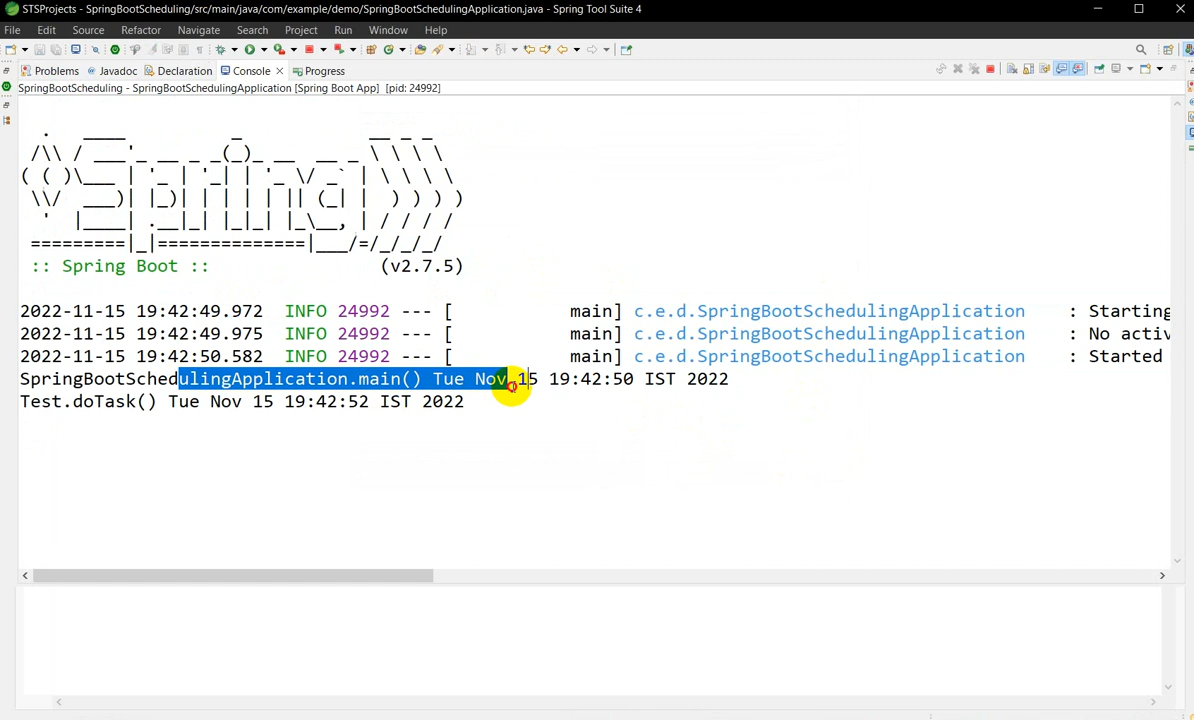 STSProjects - SpringBootScheduling/src/main/java/com/example/demo/SpringBootSchedulingApplication.java - Spring Tool Suite 4
File Edit Source Refactor Navigate Search Project Run Window Help
Problems Javadoc Declaration Console Progress
SpringBootScheduling - SpringBootSchedulingApplication [Spring Boot App] [pid: 24992]
Spring
:: Spring Boot :: (v2.7.5)
2022-11-15 19:42:49.972 INFO 24992 --- [ main] c.e.d.SpringBootSchedulingApplication : Starting
2022-11-15 19:42:49.975 INFO 24992 --- [ main] c.e.d.SpringBootSchedulingApplication : No activ
2022-11-15 19:42:50.582 INFO 24992 --- [ main] c.e.d.SpringBootSchedulingApplication : Started
SpringBootSchedulingApplication.main() Tue Nov 15 19:42:50 IST 2022
Test.doTask() Tue Nov 15 19:42:52 IST 2022